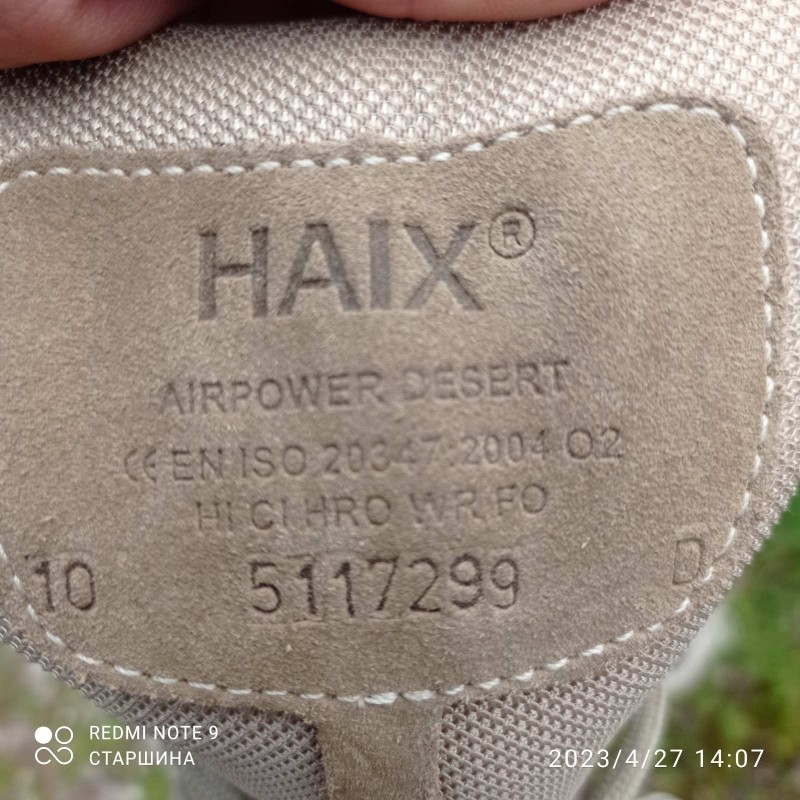 HAIX®
AIRPOWER DESERT
CE EN ISO 20347:2004 O2
HI CI HRO WR FO
10 5117299 D
REDMI NOTE 9
СТАРШИНА
2023/4/27 14:07